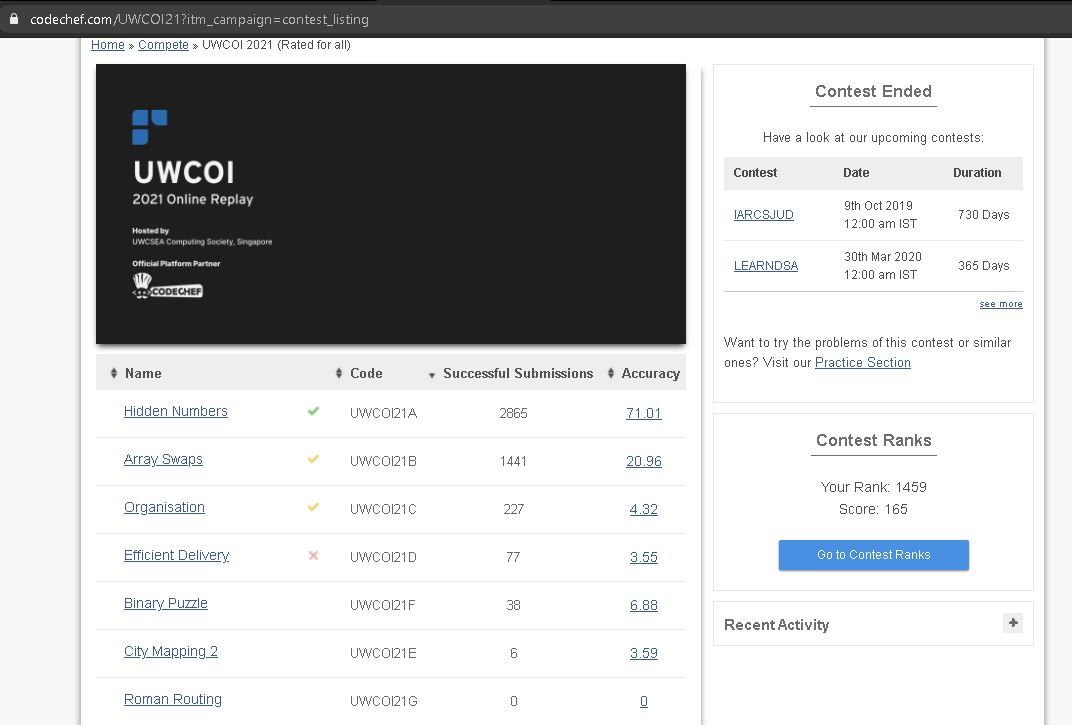 codechef.com/UWCOI21?itm_campaign=contest_listing
Home » Compete » UWCOI 2021 (Rated for all)
UWCOI
2021 Online Replay
Hosted by
UWCSEA Computing Society, Singapore
Official Platform Partner
CODECHEF
Name Code Successful Submissions Accuracy
Hidden Numbers UWCOI21A 2865 71.01
Array Swaps UWCOI21B 1441 20.96
Organisation UWCOI21C 227 4.32
Efficient Delivery UWCOI21D 77 3.55
Binary Puzzle UWCOI21F 38 6.88
City Mapping 2 UWCOI21E 6 3.59
Roman Routing UWCOI21G 0 0
Contest Ended
Have a look at our upcoming contests:
Contest Date Duration
IARCSJUD 9th Oct 2019 12:00 am IST 730 Days
LEARNDSA 30th Mar 2020 12:00 am IST 365 Days
see more
Want to try the problems of this contest or similar
ones? Visit our Practice Section
Contest Ranks
Your Rank: 1459
Score: 165
Go to Contest Ranks
Recent Activity +